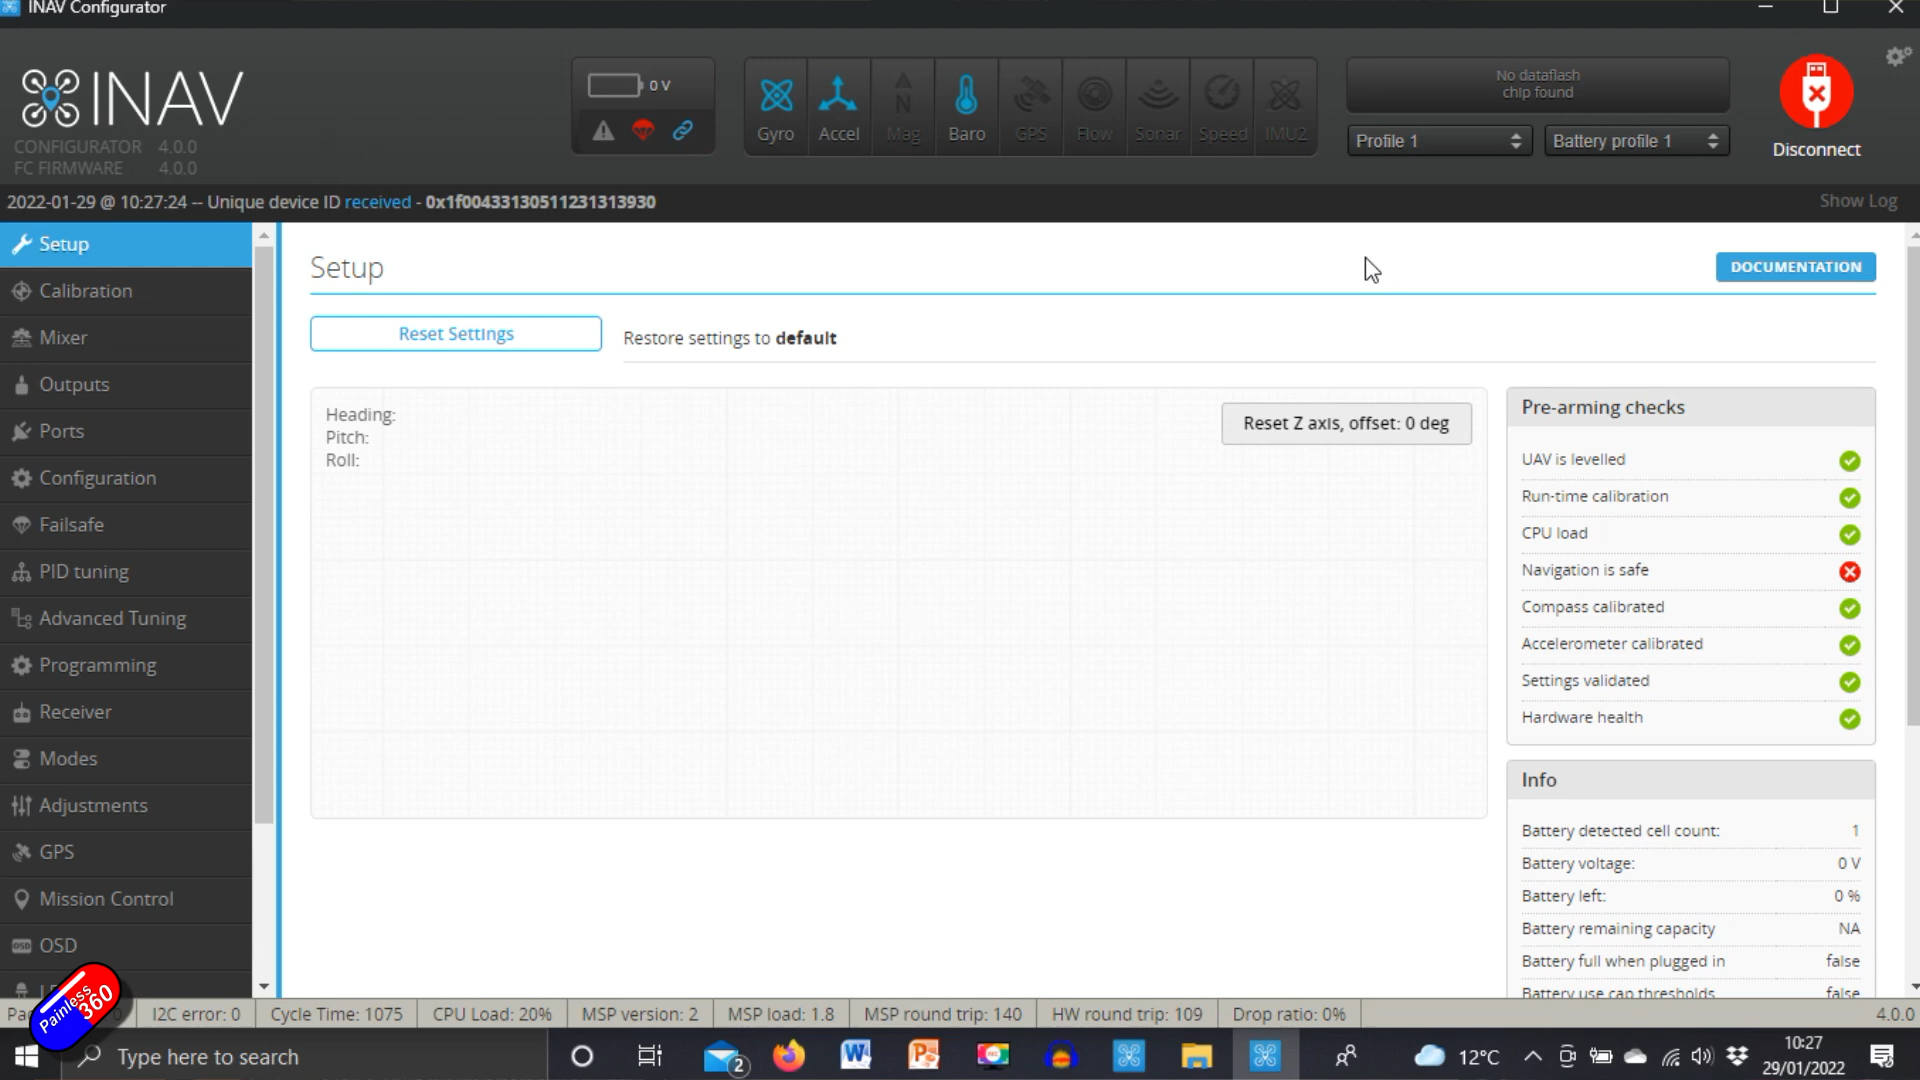 INAV Configurator
INAV
CONFIGURATOR 4.0.0
FC FIRMWARE 4.0.0
0 V
Gyro
Accel
Mag
Baro
GPS
Flow
Sonar
Speed
IMU2
No dataflash
chip found
Profile 1
Battery profile 1
Disconnect
2022-01-29 @ 10:27:24 -- Unique device ID received - 0x1f00433130511231313930
Show Log
Setup
Calibration
Mixer
Outputs
Ports
Configuration
Failsafe
PID tuning
Advanced Tuning
Programming
Receiver
Modes
Adjustments
GPS
Mission Control
OSD
Setup
DOCUMENTATION
Reset Settings
Restore settings to default
Heading:
Pitch:
Roll:
Reset Z axis, offset: 0 deg
Pre-arming checks
UAV is levelled
Run-time calibration
CPU load
Navigation is safe
Compass calibrated
Accelerometer calibrated
Settings validated
Hardware health
Info
Battery detected cell count: 1
Battery voltage: 0 V
Battery left: 0 %
Battery remaining capacity NA
Battery full when plugged in false
Battery use cap thresholds false
Painless 360
I2C error: 0
Cycle Time: 1075
CPU Load: 20%
MSP version: 2
MSP load: 1.8
MSP round trip: 140
HW round trip: 109
Drop ratio: 0%
4.0.0
Type here to search
2
12°C
10:27
29/01/2022